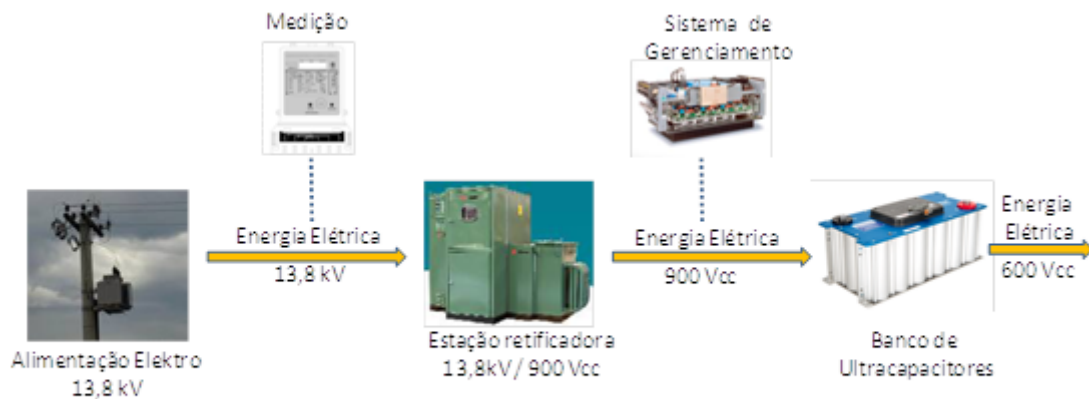 Medição
Sistema de
Gerenciamento
Energia Elétrica
13,8 kV
Energia Elétrica
900 Vcc
Energia
Elétrica
600 Vcc
Alimentação Elektro
13,8 kV
Estação retificadora
13,8kV / 900 Vcc
Banco de
Ultracapacitores